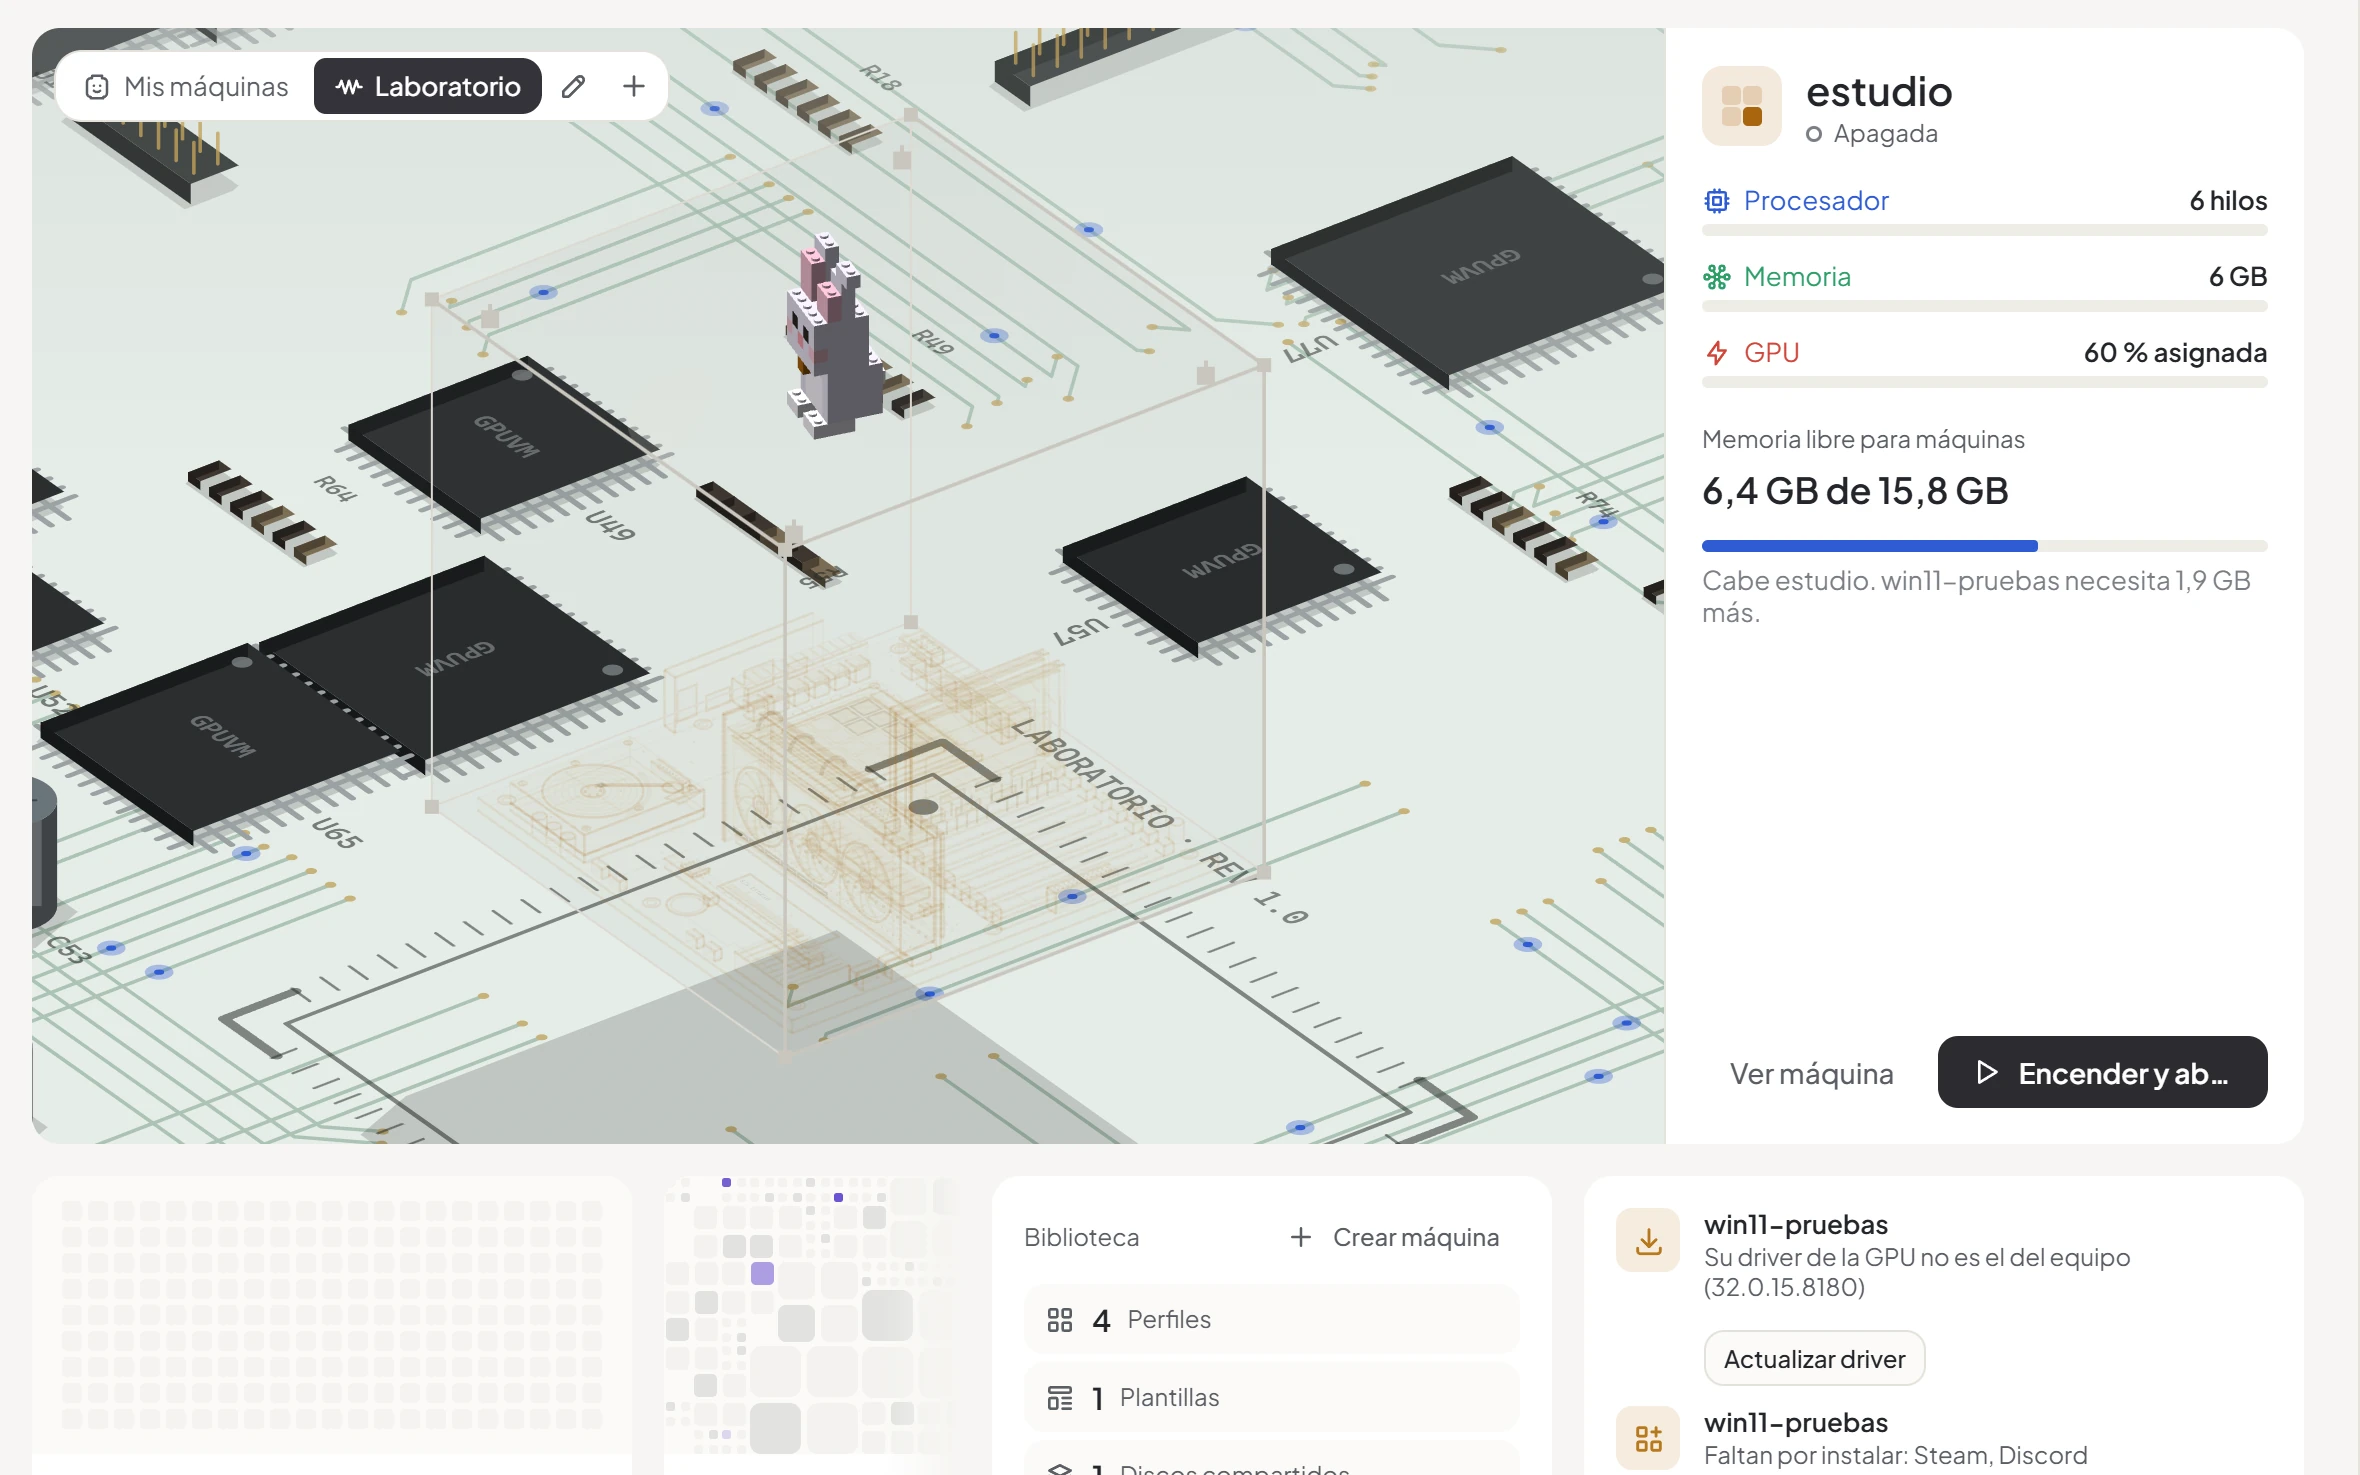 Mis máquinas
Laboratorio
R18
R49
GPUVM
U77
GPUVM
R64
U49
R74
GPUVM
U57
GPUVM
U52
GPUVM
U65
LABORATORIO · REV 1.0
C53
estudio
Apagada
Procesador
6 hilos
Memoria
6 GB
GPU
60 % asignada
Memoria libre para máquinas
6,4 GB de 15,8 GB
Cabe estudio. win11-pruebas necesita 1,9 GB
más.
Ver máquina
Encender y ab…
Biblioteca
Crear máquina
4 Perfiles
1 Plantillas
1 Discos compartidos
win11-pruebas
Su driver de la GPU no es el del equipo
(32.0.15.8180)
Actualizar driver
win11-pruebas
Faltan por instalar: Steam, Discord